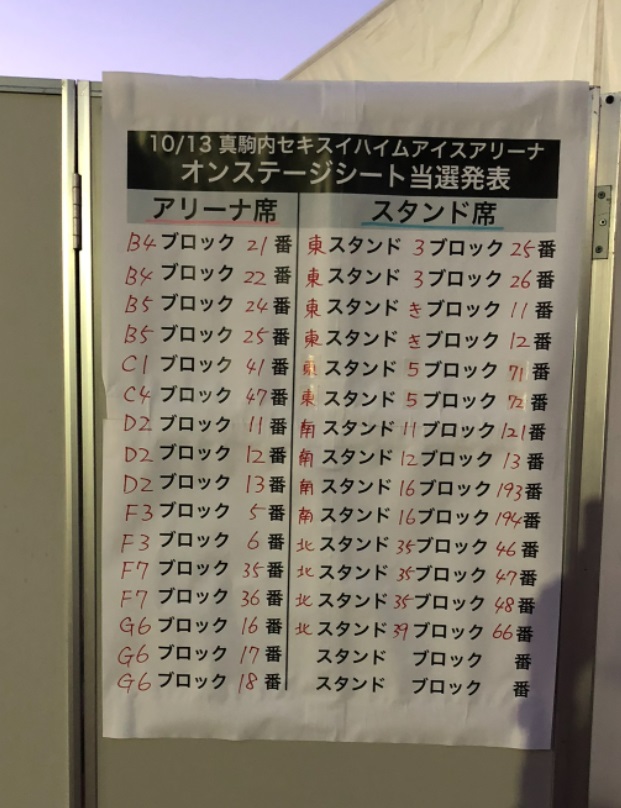 10/13 真駒内セキスイハイムアイスアリーナ
オンステージシート当選発表
アリーナ席
B4 ブロック 21 番
B4 ブロック 22 番
B5 ブロック 24 番
B5 ブロック 25 番
C1 ブロック 41 番
C4 ブロック 47 番
D2 ブロック 11 番
D2 ブロック 12 番
D2 ブロック 13 番
F3 ブロック 5 番
F3 ブロック 6 番
F7 ブロック 35 番
F7 ブロック 36 番
G6 ブロック 16 番
G6 ブロック 17 番
G6 ブロック 18 番
スタンド席
東 スタンド 3 ブロック 25 番
東 スタンド 3 ブロック 26 番
東 スタンド き ブロック 11 番
東 スタンド き ブロック 12 番
東 スタンド 5 ブロック 71 番
東 スタンド 5 ブロック 72 番
南 スタンド 11 ブロック 121 番
南 スタンド 12 ブロック 13 番
南 スタンド 16 ブロック 193 番
南 スタンド 16 ブロック 194 番
北 スタンド 35 ブロック 46 番
北 スタンド 35 ブロック 47 番
北 スタンド 35 ブロック 48 番
北 スタンド 39 ブロック 66 番
スタンド ブロック 番
スタンド ブロック 番